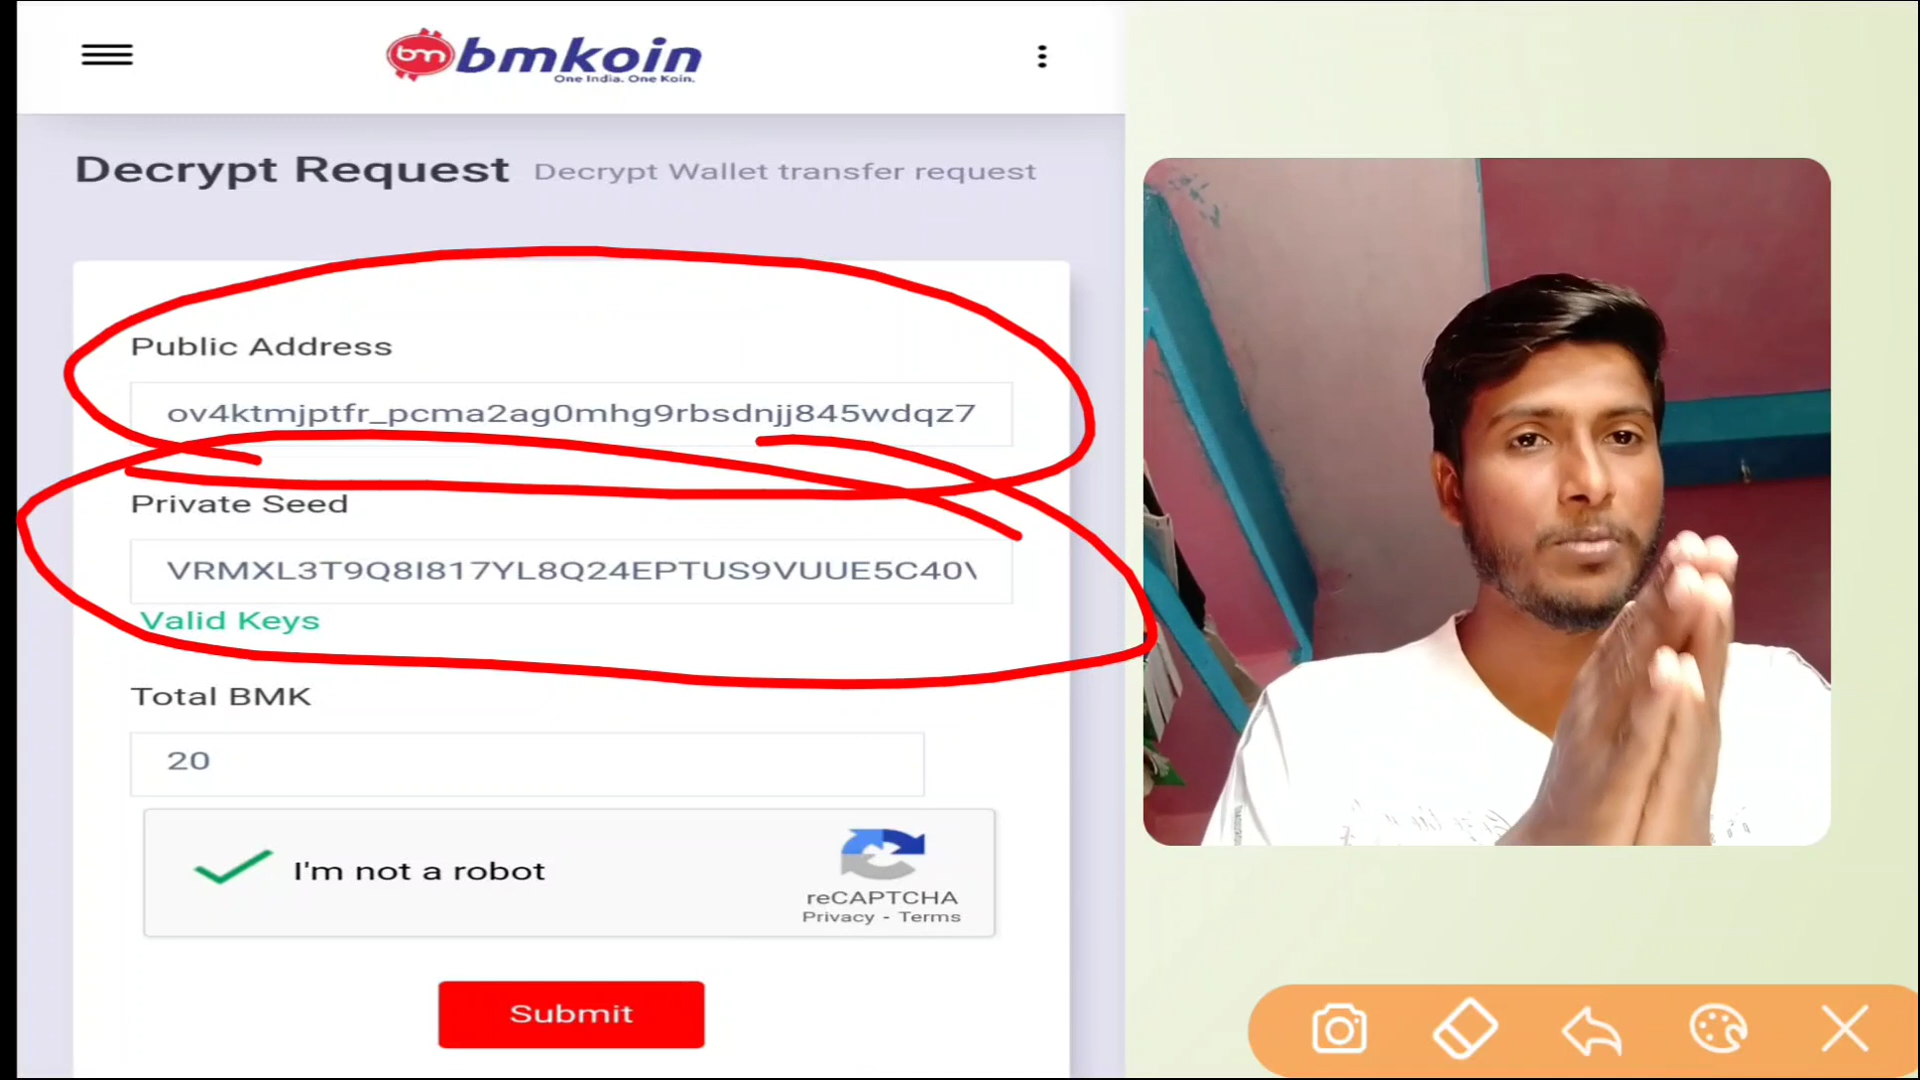 bm bmkoin
One India. One Koin.
Decrypt Request Decrypt Wallet transfer request
Public Address
ov4ktmjptfr_pcma2ag0mhg9rbsdnjj845wdqz7
Private Seed
VRMXL3T9Q8I817YL8Q24EPTUS9VUUE5C40
Valid Keys
Total BMK
20
I'm not a robot
reCAPTCHA
Privacy - Terms
Submit